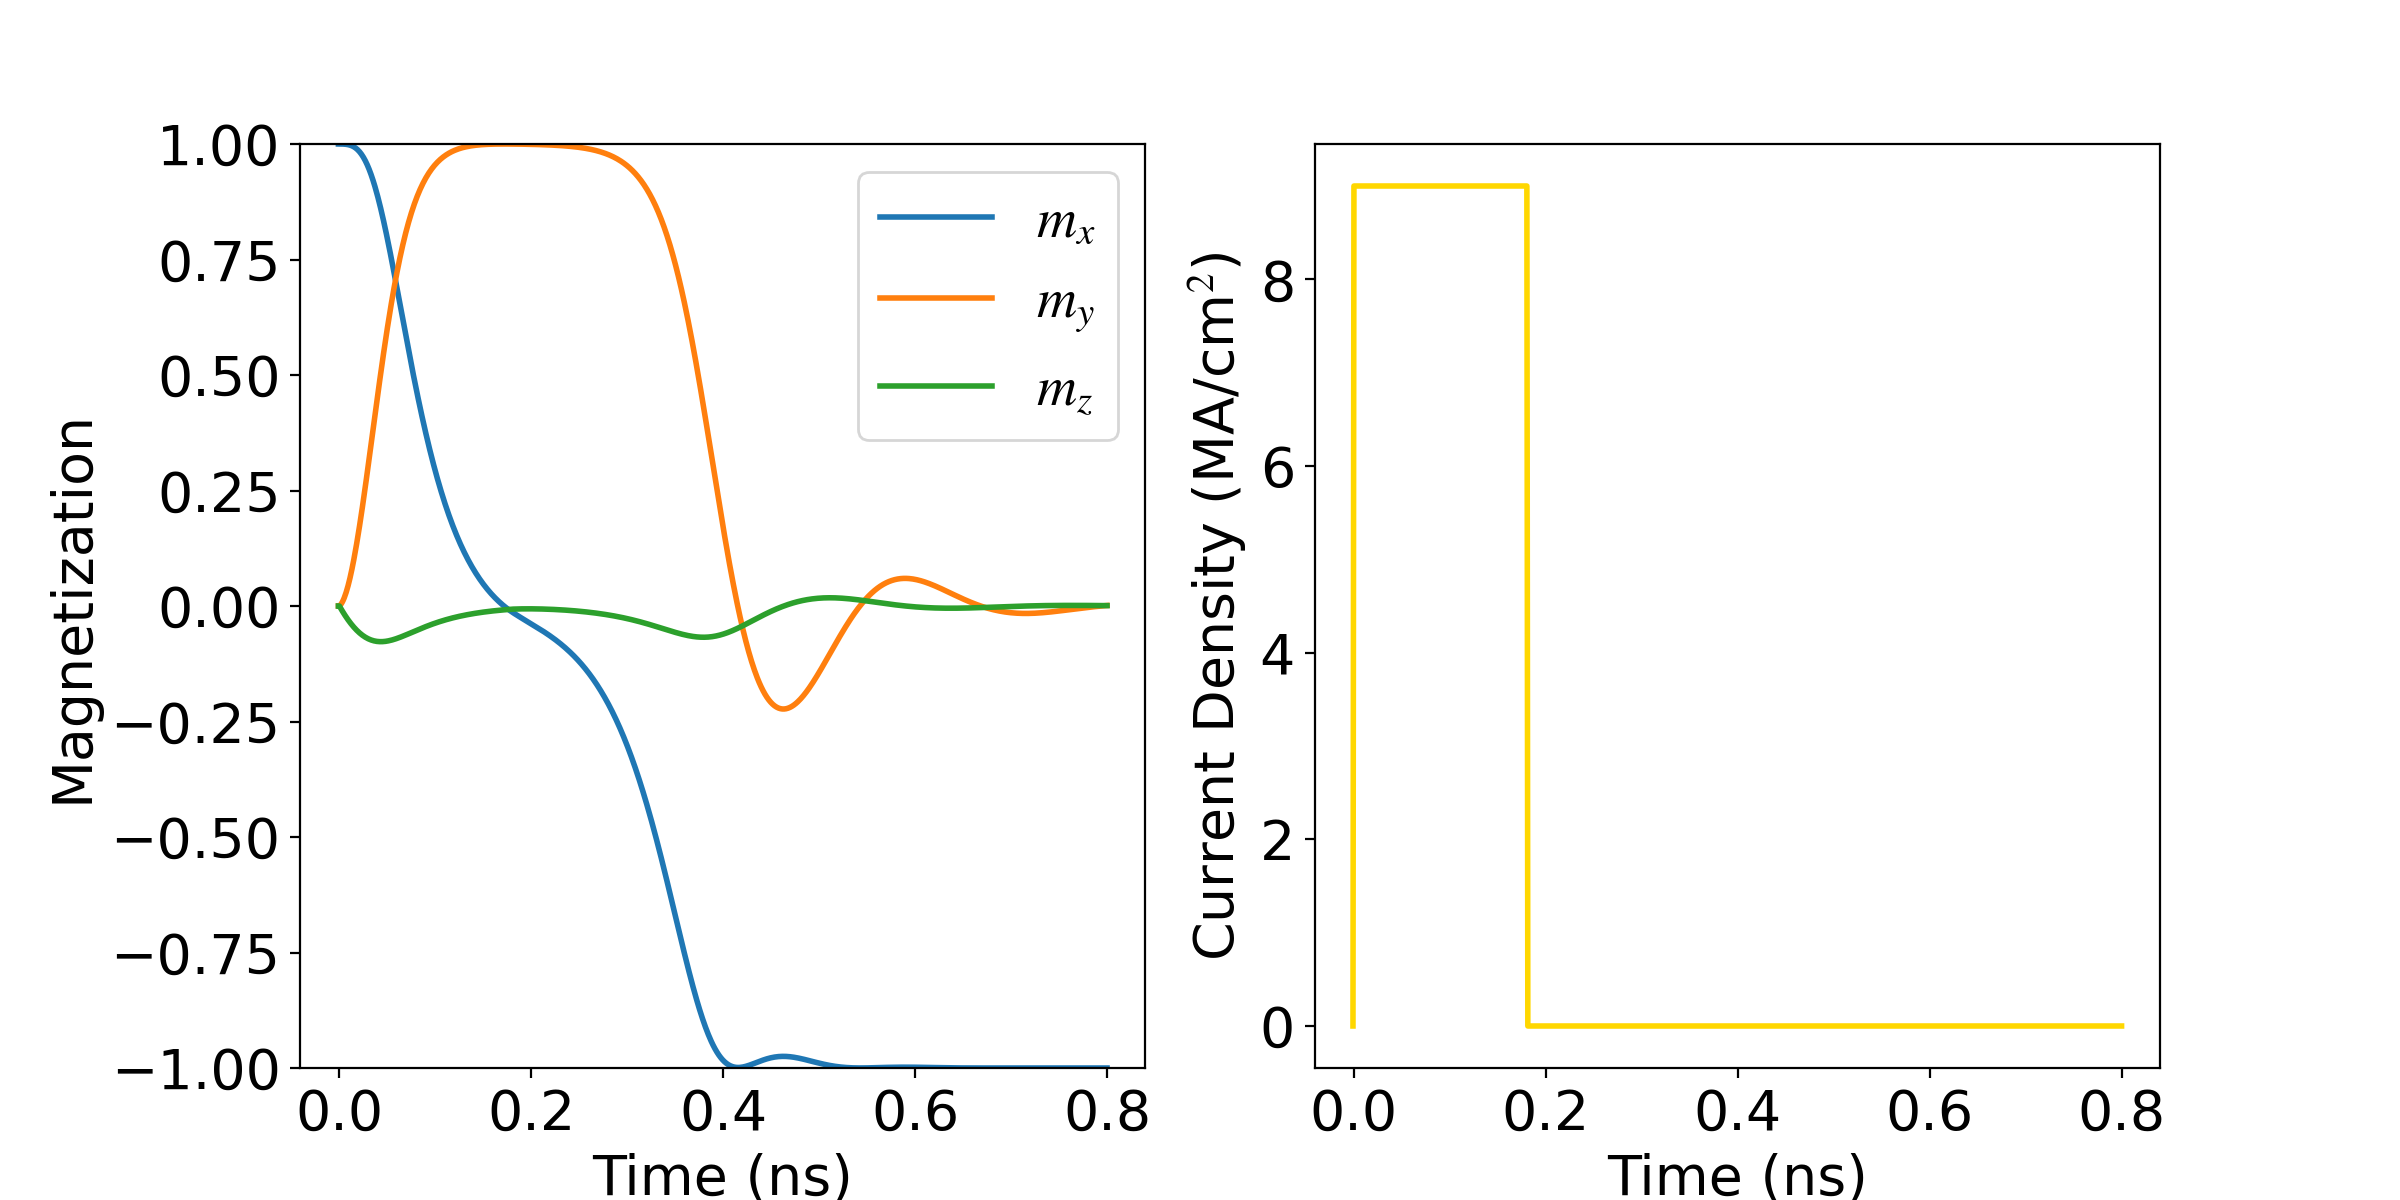 1.00
0.75
0.50
0.25
0.00
−0.25
−0.50
−0.75
−1.00
Magnetization
0.0 0.2 0.4 0.6 0.8
Time (ns)
m_x
m_y
m_z
8
6
4
2
0
Current Density (MA/cm²)
0.0 0.2 0.4 0.6 0.8
Time (ns)